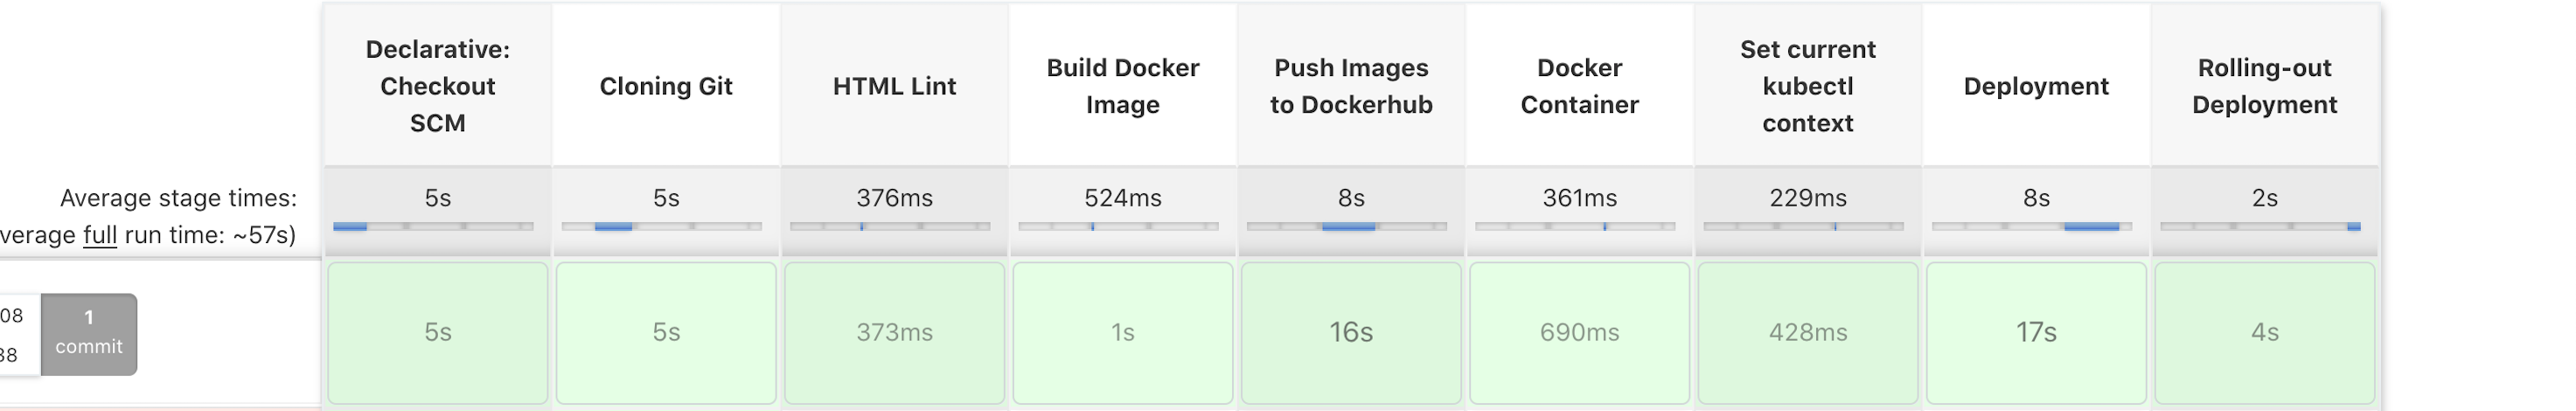 Declarative:
Checkout
SCM
Cloning Git
HTML Lint
Build Docker
Image
Push Images
to Dockerhub
Docker
Container
Set current
kubectl
context
Deployment
Rolling-out
Deployment
Average stage times:
verage full run time: ~57s)
5s
5s
376ms
524ms
8s
361ms
229ms
8s
2s
08
38
1
commit
5s
5s
373ms
1s
16s
690ms
428ms
17s
4s